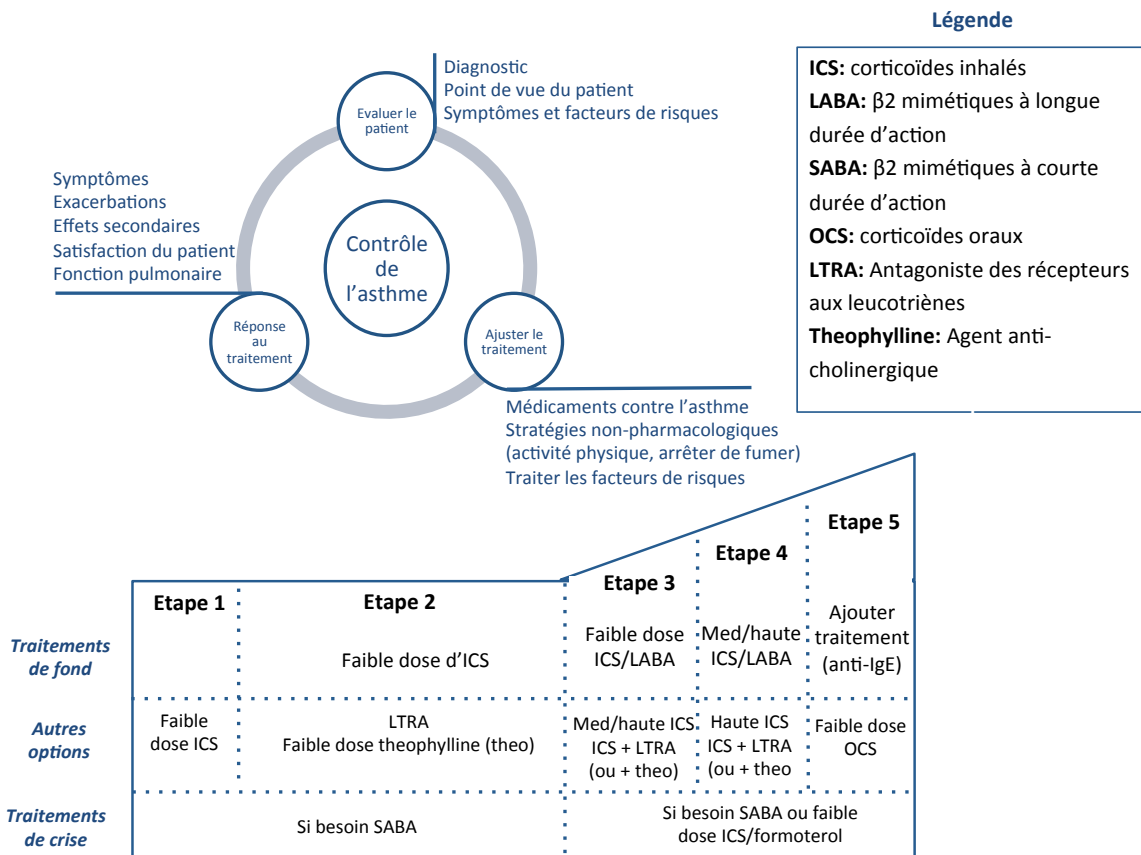 Légende
ICS: corticoïdes inhalés
LABA: β2 mimétiques à longue
durée d’action
SABA: β2 mimétiques à courte
durée d’action
OCS: corticoïdes oraux
LTRA: Antagoniste des récepteurs
aux leucotriènes
Theophylline: Agent anti-
cholinergique
Diagnostic
Point de vue du patient
Symptômes et facteurs de risques
Evaluer le
patient
Symptômes
Exacerbations
Effets secondaires
Satisfaction du patient
Fonction pulmonaire
Contrôle
de
l’asthme
Réponse
au
traitement
Ajuster le
traitement
Médicaments contre l’asthme
Stratégies non-pharmacologiques
(activité physique, arrêter de fumer)
Traiter les facteurs de risques
Etape 1
Etape 2
Etape 3
Etape 4
Etape 5
Traitements
de fond
Faible dose d’ICS
Faible dose
ICS/LABA
Med/haute
ICS/LABA
Ajouter
traitement
(anti-IgE)
Autres
options
Faible
dose ICS
LTRA
Faible dose theophylline (theo)
Med/haute ICS
ICS + LTRA
(ou + theo)
Haute ICS
ICS + LTRA
(ou + theo
Faible dose
OCS
Traitements
de crise
Si besoin SABA
Si besoin SABA ou faible
dose ICS/formoterol